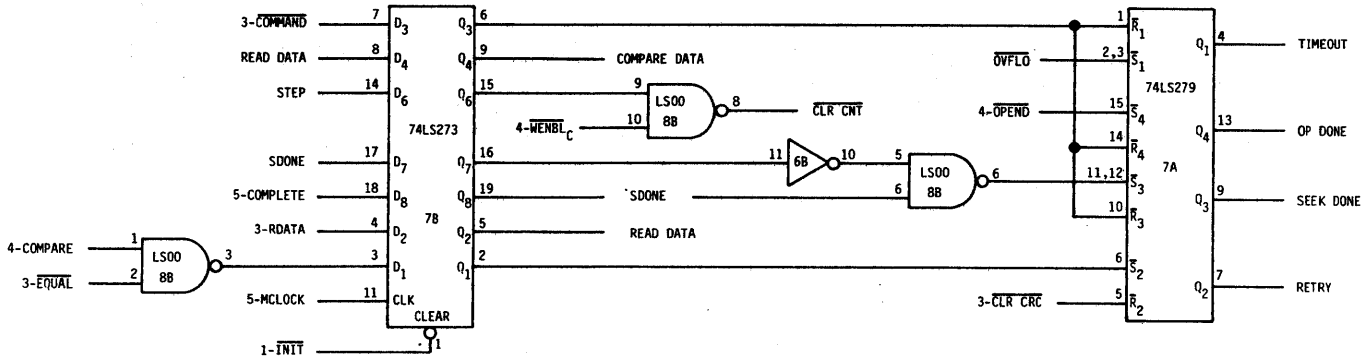 3-COMMAND 7 D3 Q3 6 1 R1
READ DATA 8 D4 Q4 9 COMPARE DATA
Q1 4 TIMEOUT
OVFLO 2,3 S1
STEP 14 D6 Q6 15 9 LS00 8B 8 CLR CNT
4-WENBLC 10
74LS273
74LS279
4-OPEND 15 S4
14 R4
Q4 13 OP DONE
SDONE 17 D7 Q7 16 11 6B 10 5 LS00 8B 6 11,12 S3
7A
5-COMPLETE 18 D8 Q8 19 SDONE 6
Q3 9 SEEK DONE
7B
10 R3
3-RDATA 4 D2 Q2 5 READ DATA
4-COMPARE 1 LS00 8B 3 3 D1 Q1 2 6 S2
3-EQUAL 2
Q2 7 RETRY
5-MCLOCK 11 CLK
3-CLR CRC 5 R2
CLEAR
1-INIT 1